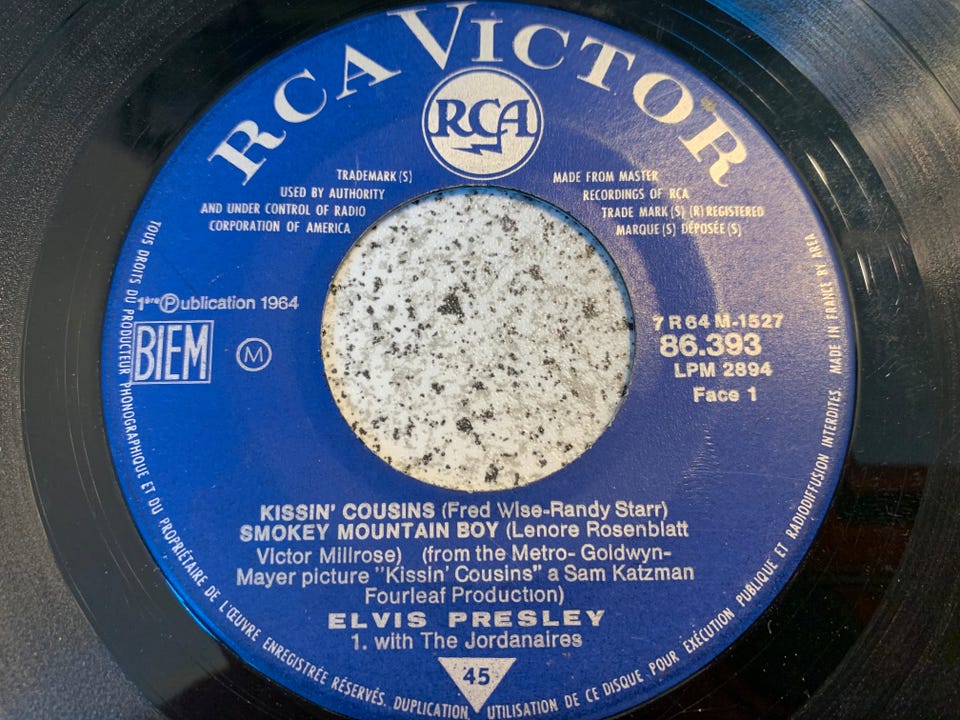 RCA VICTOR
RCA
TRADEMARK (S)
USED BY AUTHORITY
AND UNDER CONTROL OF RADIO
CORPORATION OF AMERICA
MADE FROM MASTER
RECORDINGS OF RCA
TRADE MARK (S) (R) REGISTERED
MARQUE (S) DÉPOSÉE (S)
1ère Ⓟublication 1964
BIEM
Ⓜ
7 R 64 M-1527
86.393
LPM 2894
Face 1
KISSIN' COUSINS (Fred Wise-Randy Starr)
SMOKEY MOUNTAIN BOY (Lenore Rosenblatt
Victor Millrose) (from the Metro- Goldwyn-
Mayer picture "Kissin' Cousins" a Sam Katzman
Fourleaf Production)
ELVIS PRESLEY
1. with The Jordanaires
45
TOUS DROITS DU PRODUCTEUR PHONOGRAPHIQUE ET DU PROPRIÉTAIRE DE L'ŒUVRE ENREGISTRÉE RÉSERVÉS. DUPLICATION, UTILISATION DE CE DISQUE POUR EXÉCUTION PUBLIQUE ET RADIODIFFUSION INTERDITES. MADE IN FRANCE BY AREA